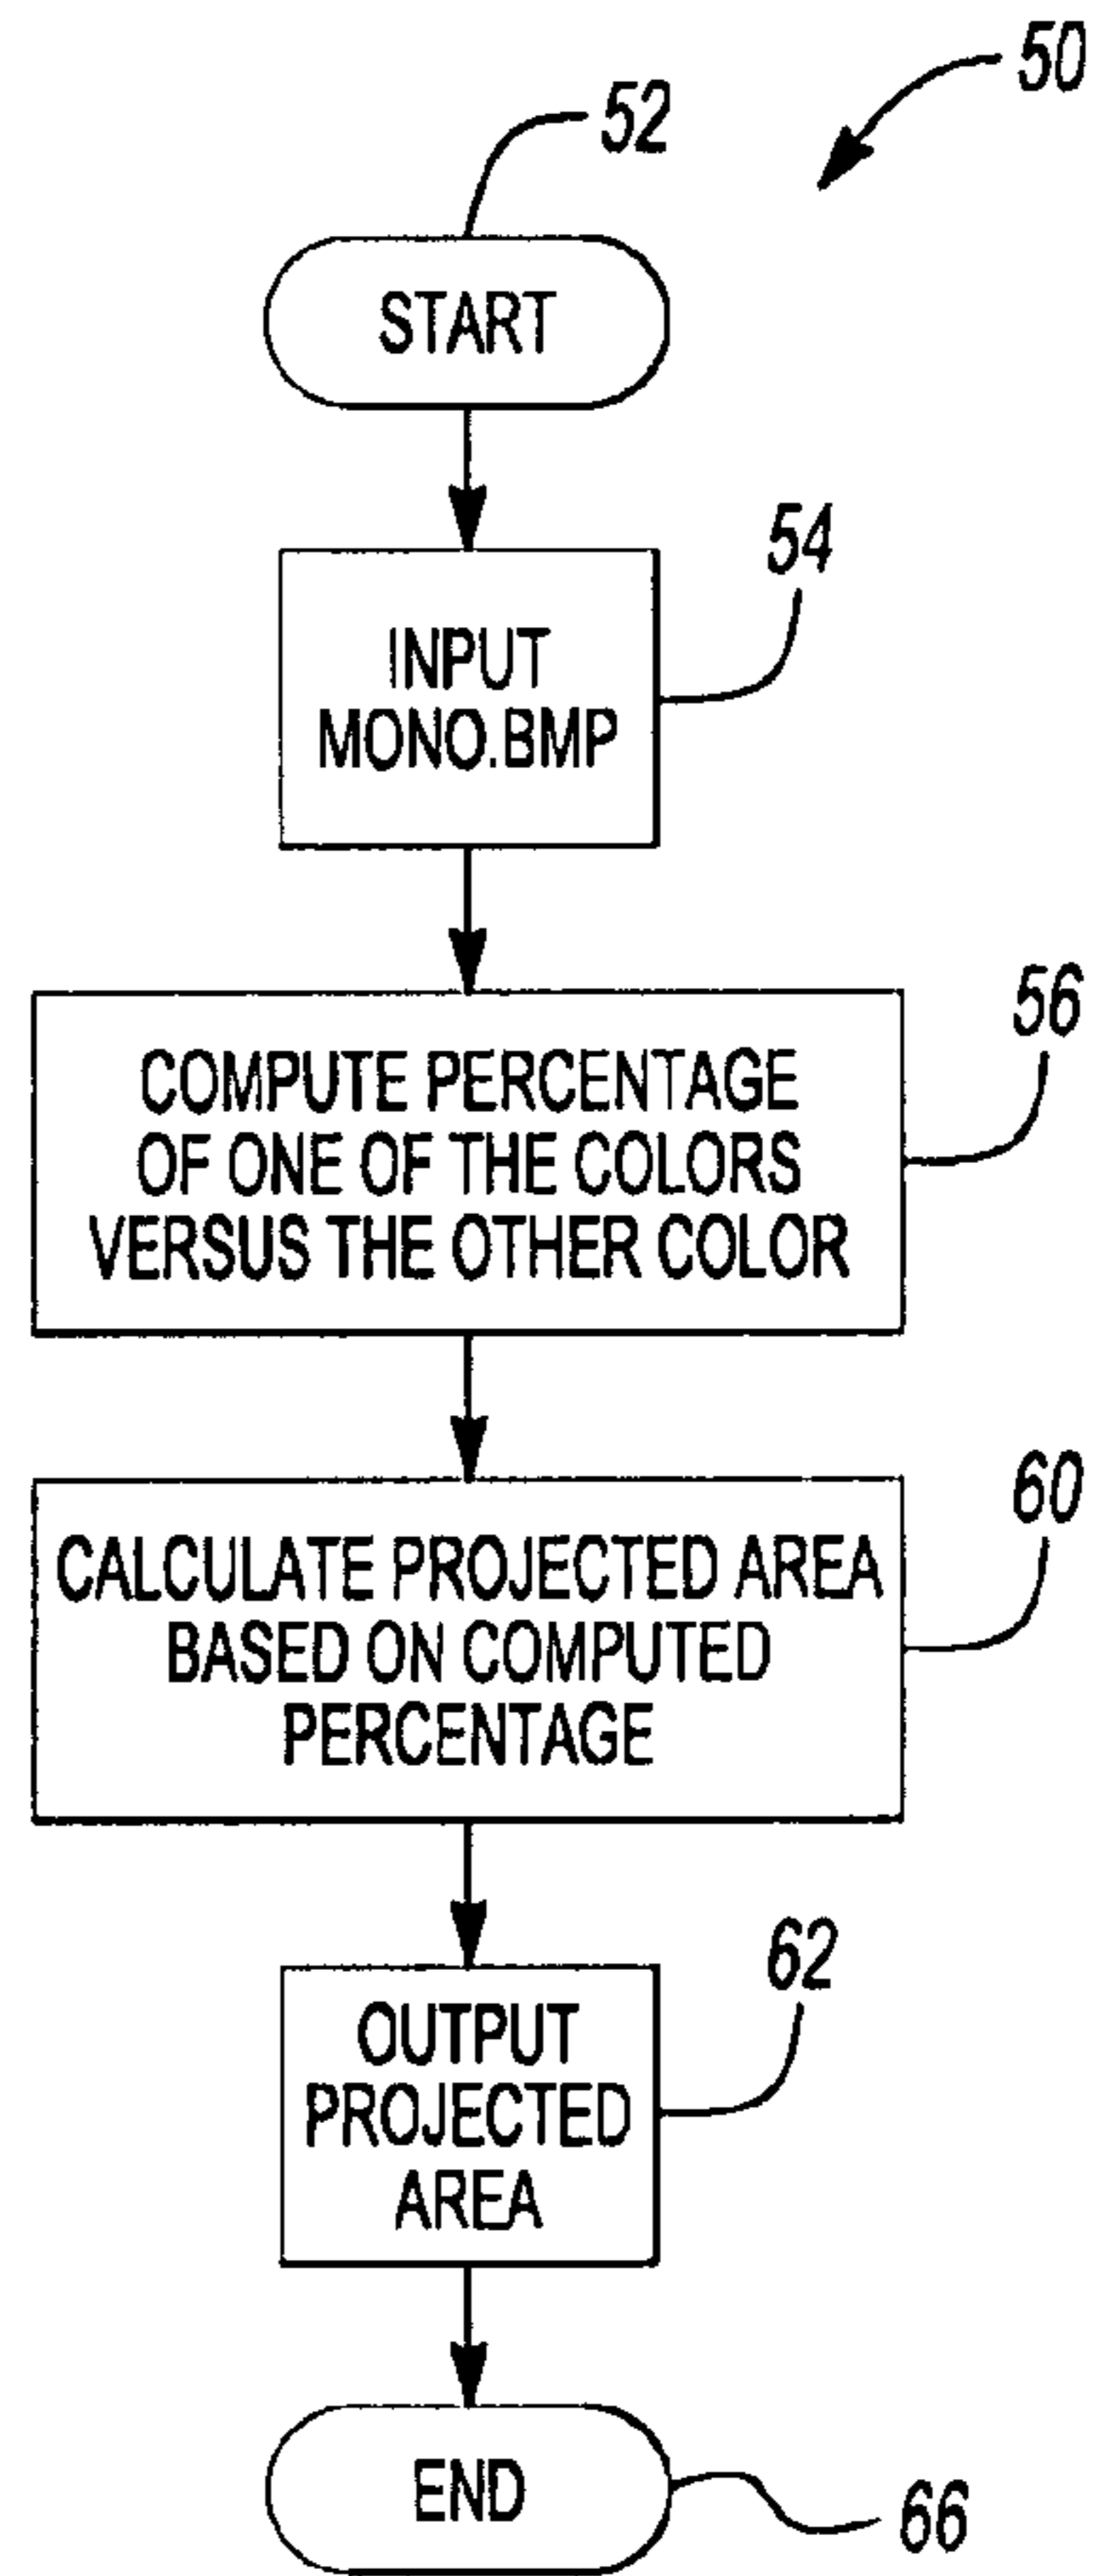 50
52
START
54
INPUT
MONO.BMP
56
COMPUTE PERCENTAGE
OF ONE OF THE COLORS
VERSUS THE OTHER COLOR
60
CALCULATE PROJECTED AREA
BASED ON COMPUTED
PERCENTAGE
62
OUTPUT
PROJECTED
AREA
END
66